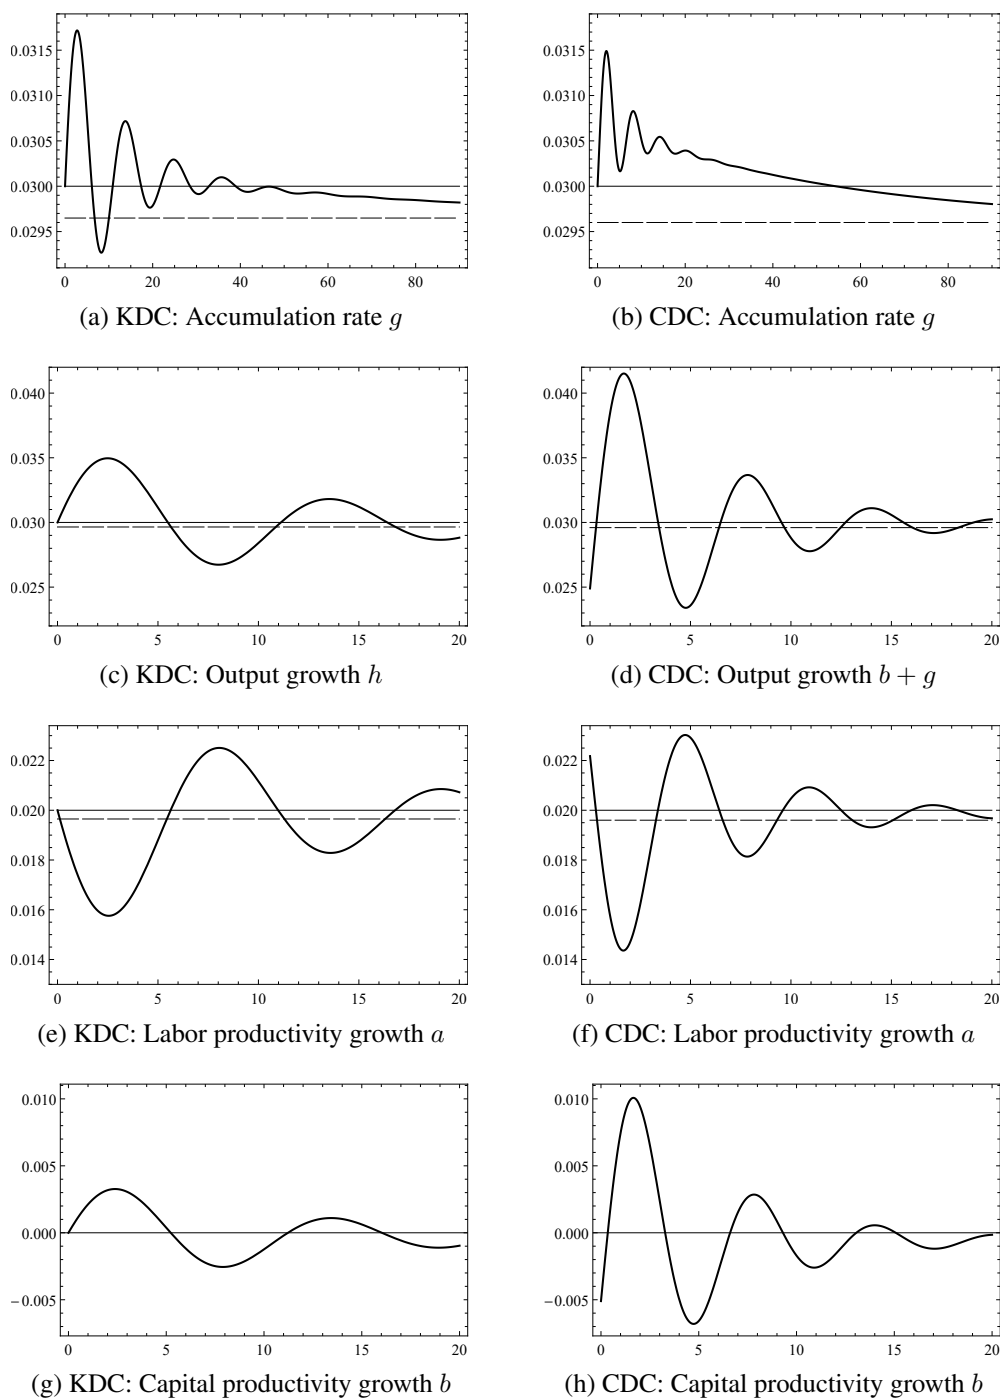 0.0315
0.0310
0.0305
0.0300
0.0295
0 20 40 60 80
(a) KDC: Accumulation rate g
0.0315
0.0310
0.0305
0.0300
0.0295
0 20 40 60 80
(b) CDC: Accumulation rate g
0.040
0.035
0.030
0.025
0 5 10 15 20
(c) KDC: Output growth h
0.040
0.035
0.030
0.025
0 5 10 15 20
(d) CDC: Output growth b + g
0.022
0.020
0.018
0.016
0.014
0 5 10 15 20
(e) KDC: Labor productivity growth a
0.022
0.020
0.018
0.016
0.014
0 5 10 15 20
(f) CDC: Labor productivity growth a
0.010
0.005
0.000
−0.005
0 5 10 15 20
(g) KDC: Capital productivity growth b
0.010
0.005
0.000
−0.005
0 5 10 15 20
(h) CDC: Capital productivity growth b